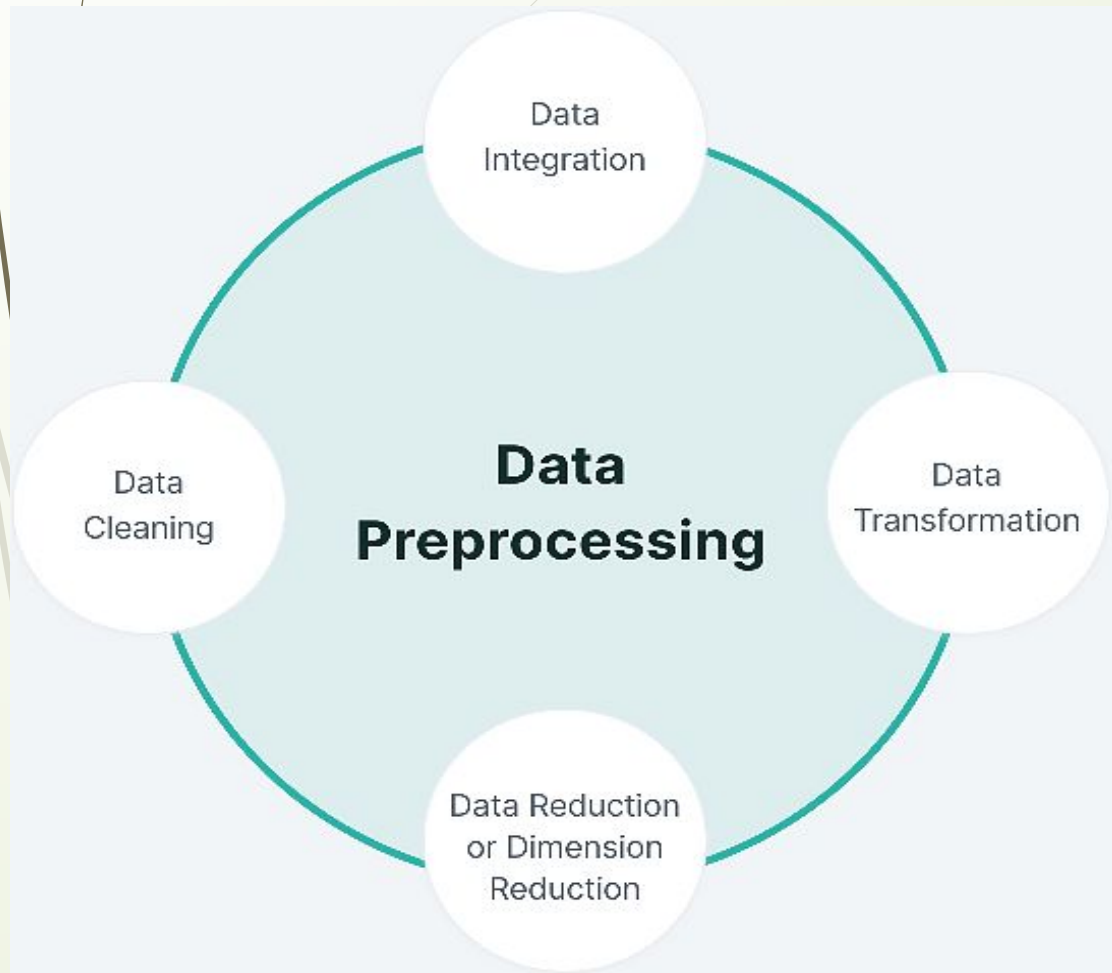 Data
Integration
Data
Cleaning
Data
Preprocessing
Data
Transformation
Data Reduction
or Dimension
Reduction